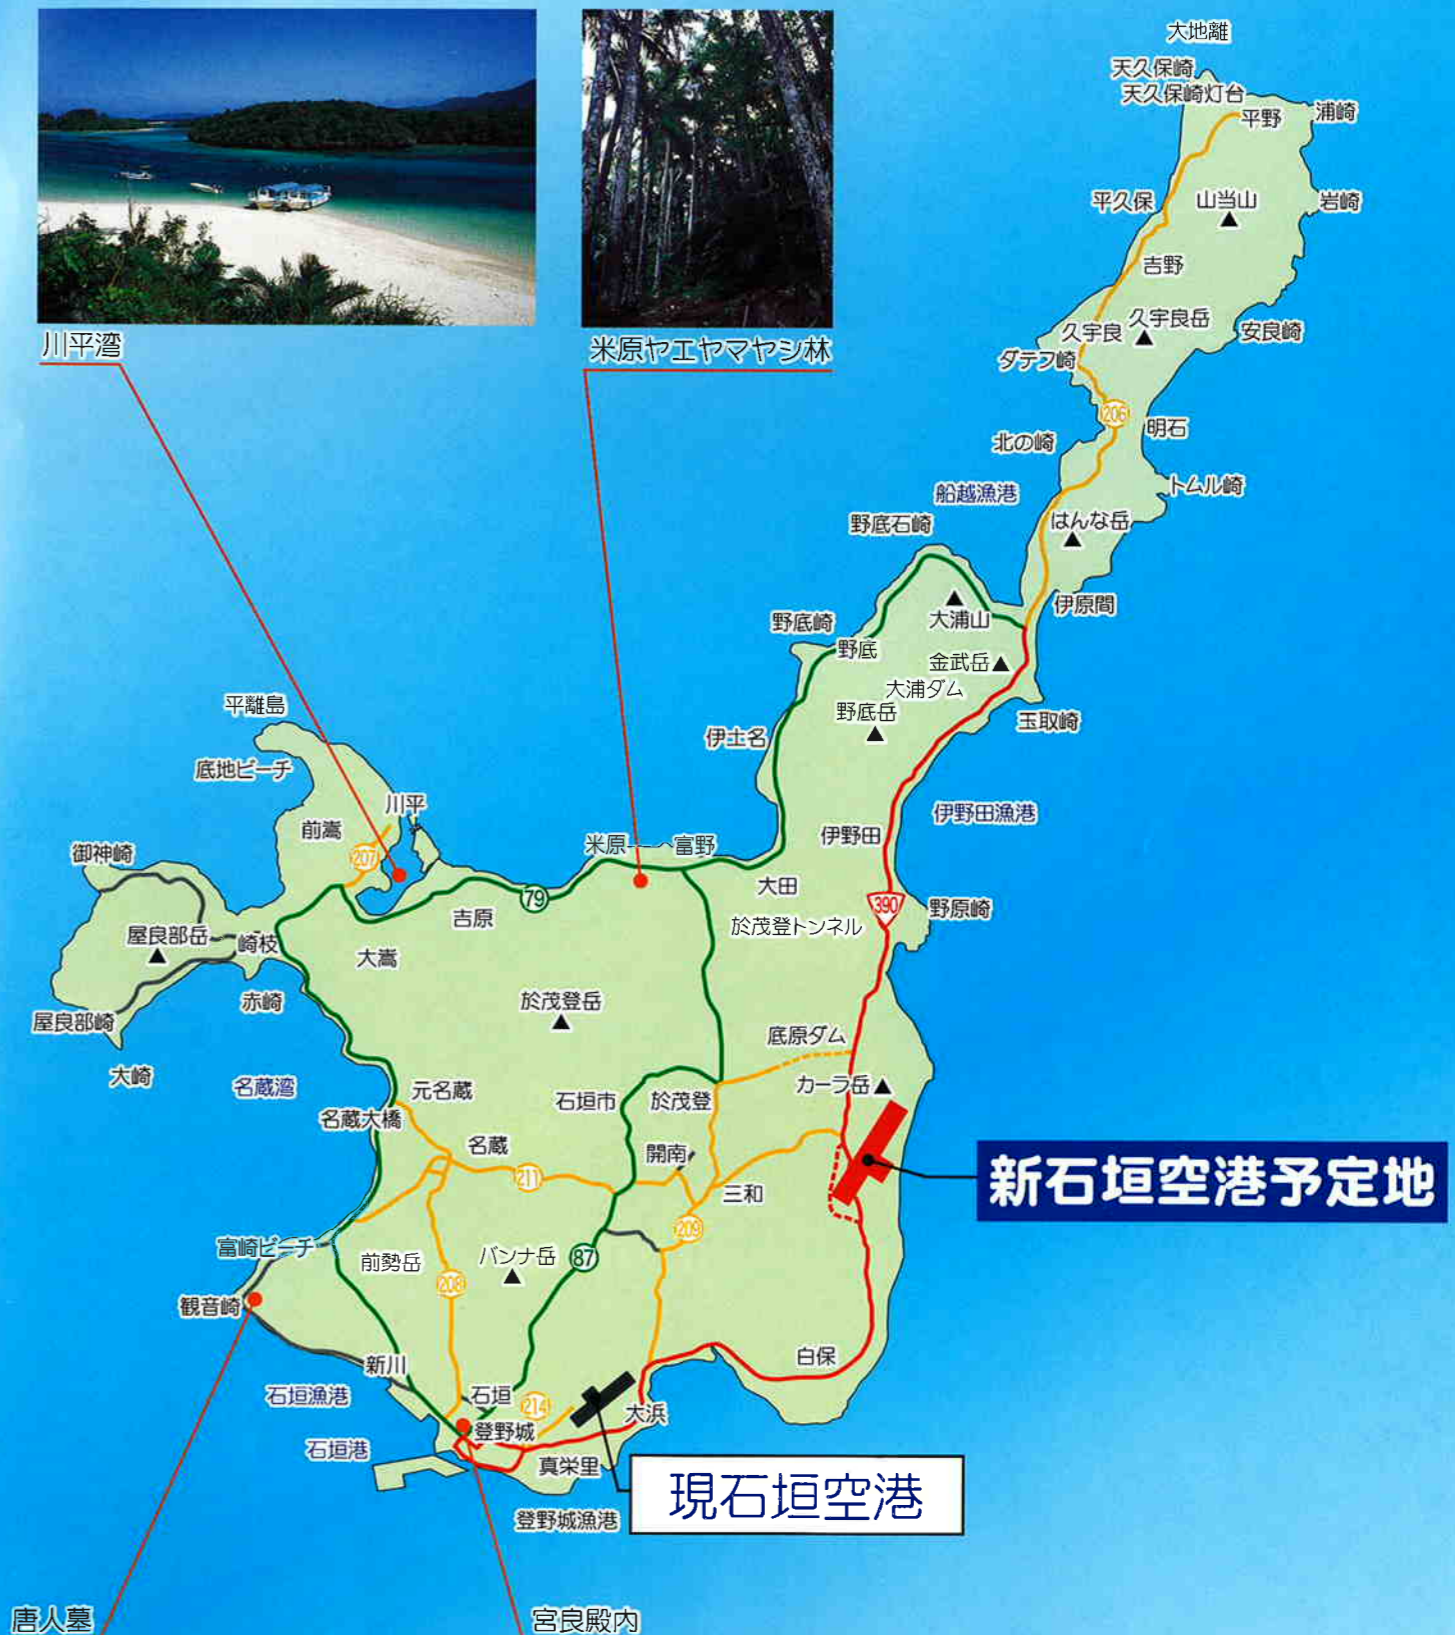 大地離
天久保崎
天久保崎灯台
平野
浦崎
平久保
山当山
岩崎
吉野
川平湾
米原ヤエヤマヤシ林
久宇良
久宇良岳
安良崎
ダテフ崎
206
明石
北の崎
トムル崎
船越漁港
野底石崎
はんな岳
伊原間
大浦山
野底崎
野底
金武岳
大浦ダム
平離島
野底岳
玉取崎
伊土名
底地ビーチ
川平
伊野田漁港
前嵩
伊野田
米原
富野
御神崎
207
大田
79
390
野原崎
吉原
於茂登トンネル
屋良部岳
崎枝
大嵩
赤崎
於茂登岳
屋良部崎
底原ダム
大崎
名蔵湾
カーラ岳
元名蔵
石垣市
於茂登
名蔵大橋
名蔵
開南
211
三和
新石垣空港予定地
209
富崎ビーチ
前勢岳
バンナ岳
87
208
観音崎
新川
白保
石垣漁港
石垣
214
大浜
登野城
石垣港
真栄里
現石垣空港
登野城漁港
唐人墓
宮良殿内